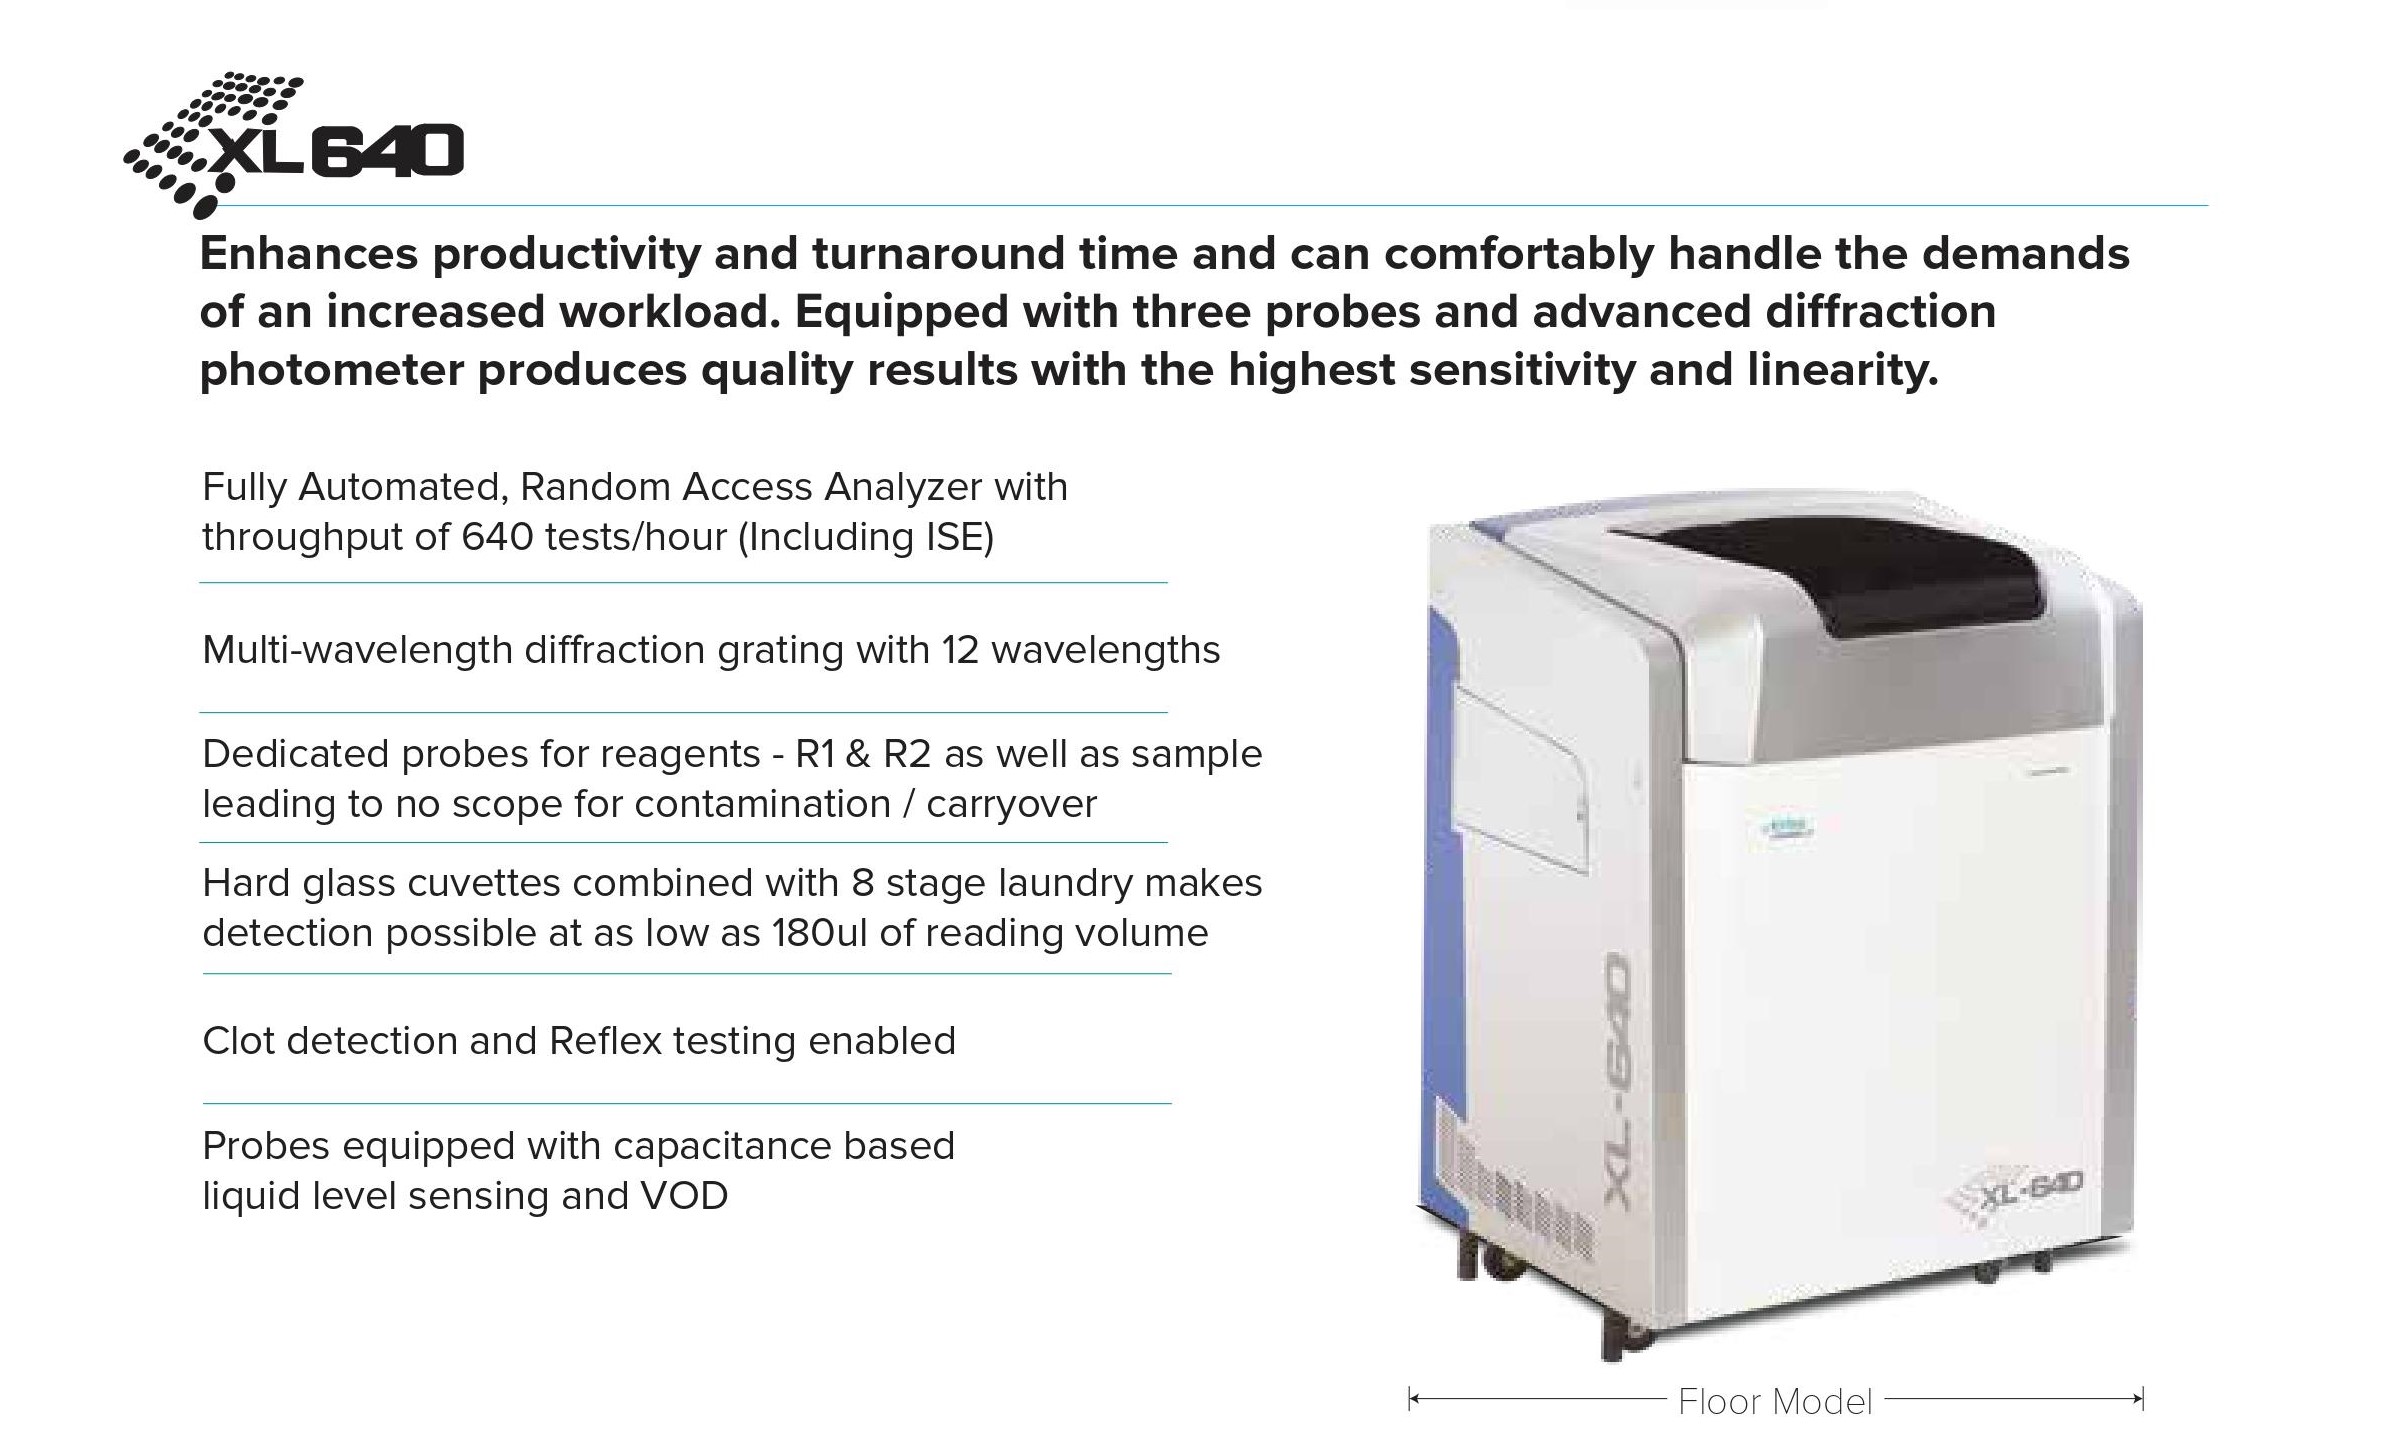 XL 640
Enhances productivity and turnaround time and can comfortably handle the demands
of an increased workload. Equipped with three probes and advanced diffraction
photometer produces quality results with the highest sensitivity and linearity.
Fully Automated, Random Access Analyzer with
throughput of 640 tests/hour (Including ISE)
Multi-wavelength diffraction grating with 12 wavelengths
Dedicated probes for reagents - R1 & R2 as well as sample
leading to no scope for contamination / carryover
Hard glass cuvettes combined with 8 stage laundry makes
detection possible at as low as 180ul of reading volume
Clot detection and Reflex testing enabled
Probes equipped with capacitance based
liquid level sensing and VOD
XL-640
XL-640
Floor Model